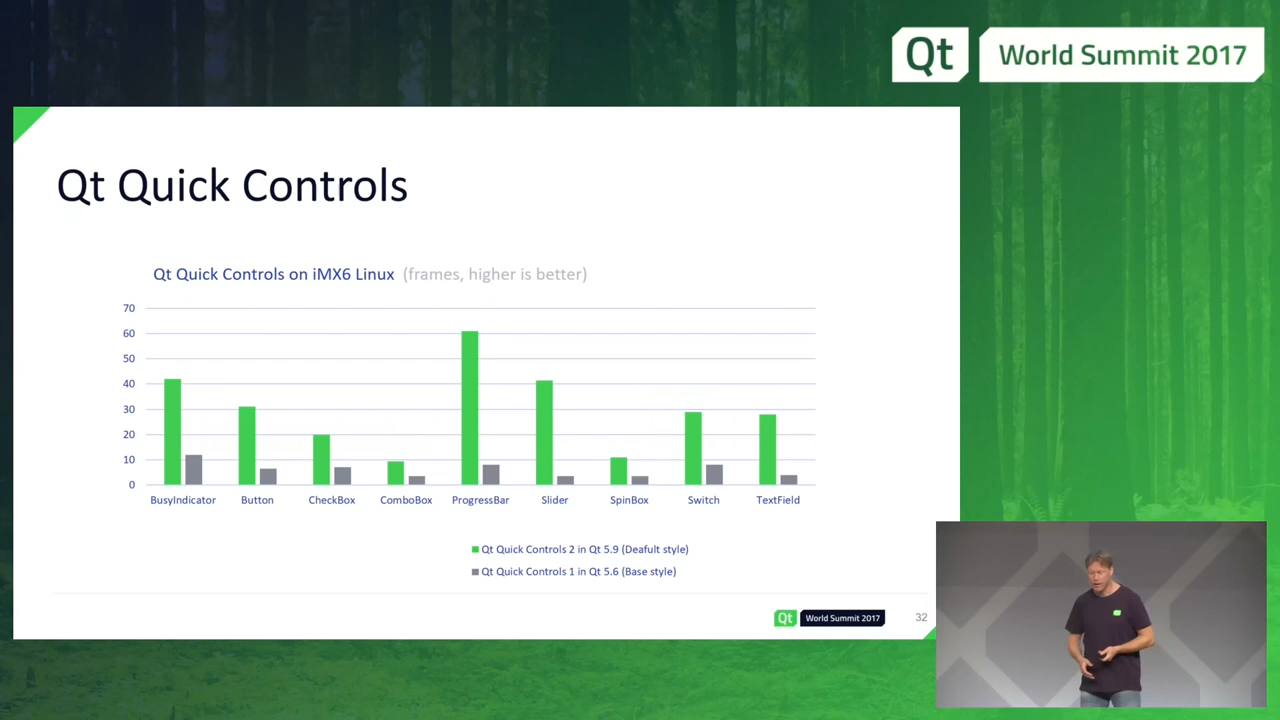 Qt World Summit 2017
Qt Quick Controls
Qt Quick Controls on iMX6 Linux (frames, higher is better)
70
60
50
40
30
20
10
0
BusyIndicator Button CheckBox ComboBox ProgressBar Slider SpinBox Switch TextField
Qt Quick Controls 2 in Qt 5.9 (Deafult style)
Qt Quick Controls 1 in Qt 5.6 (Base style)
Qt World Summit 2017 32